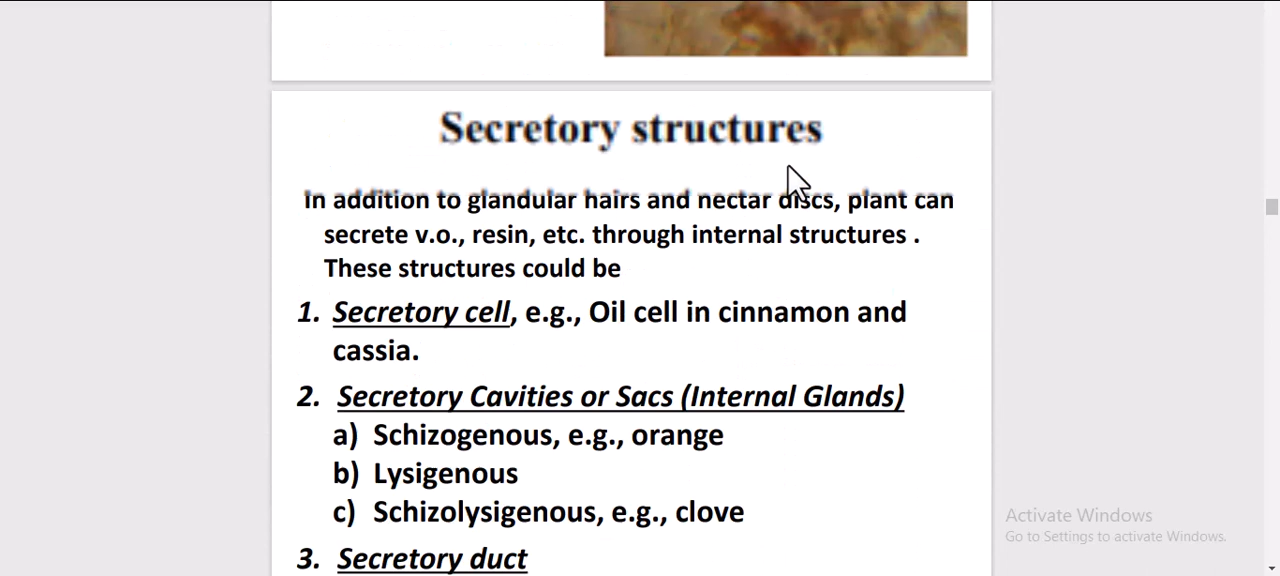 Secretory structures
In addition to glandular hairs and nectar discs, plant can
secrete v.o., resin, etc. through internal structures .
These structures could be
1. Secretory cell, e.g., Oil cell in cinnamon and
cassia.
2. Secretory Cavities or Sacs (Internal Glands)
a) Schizogenous, e.g., orange
b) Lysigenous
c) Schizolysigenous, e.g., clove
3. Secretory duct
Activate Windows
Go to Settings to activate Windows.